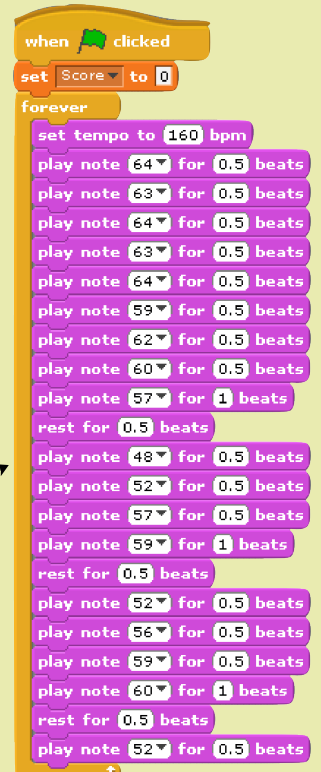 when clicked
set Score to 0
forever
set tempo to 160 bpm
play note 64 for 0.5 beats
play note 63 for 0.5 beats
play note 64 for 0.5 beats
play note 63 for 0.5 beats
play note 64 for 0.5 beats
play note 59 for 0.5 beats
play note 62 for 0.5 beats
play note 60 for 0.5 beats
play note 57 for 1 beats
rest for 0.5 beats
play note 48 for 0.5 beats
play note 52 for 0.5 beats
play note 57 for 0.5 beats
play note 59 for 1 beats
rest for 0.5 beats
play note 52 for 0.5 beats
play note 56 for 0.5 beats
play note 59 for 0.5 beats
play note 60 for 1 beats
rest for 0.5 beats
play note 52 for 0.5 beats